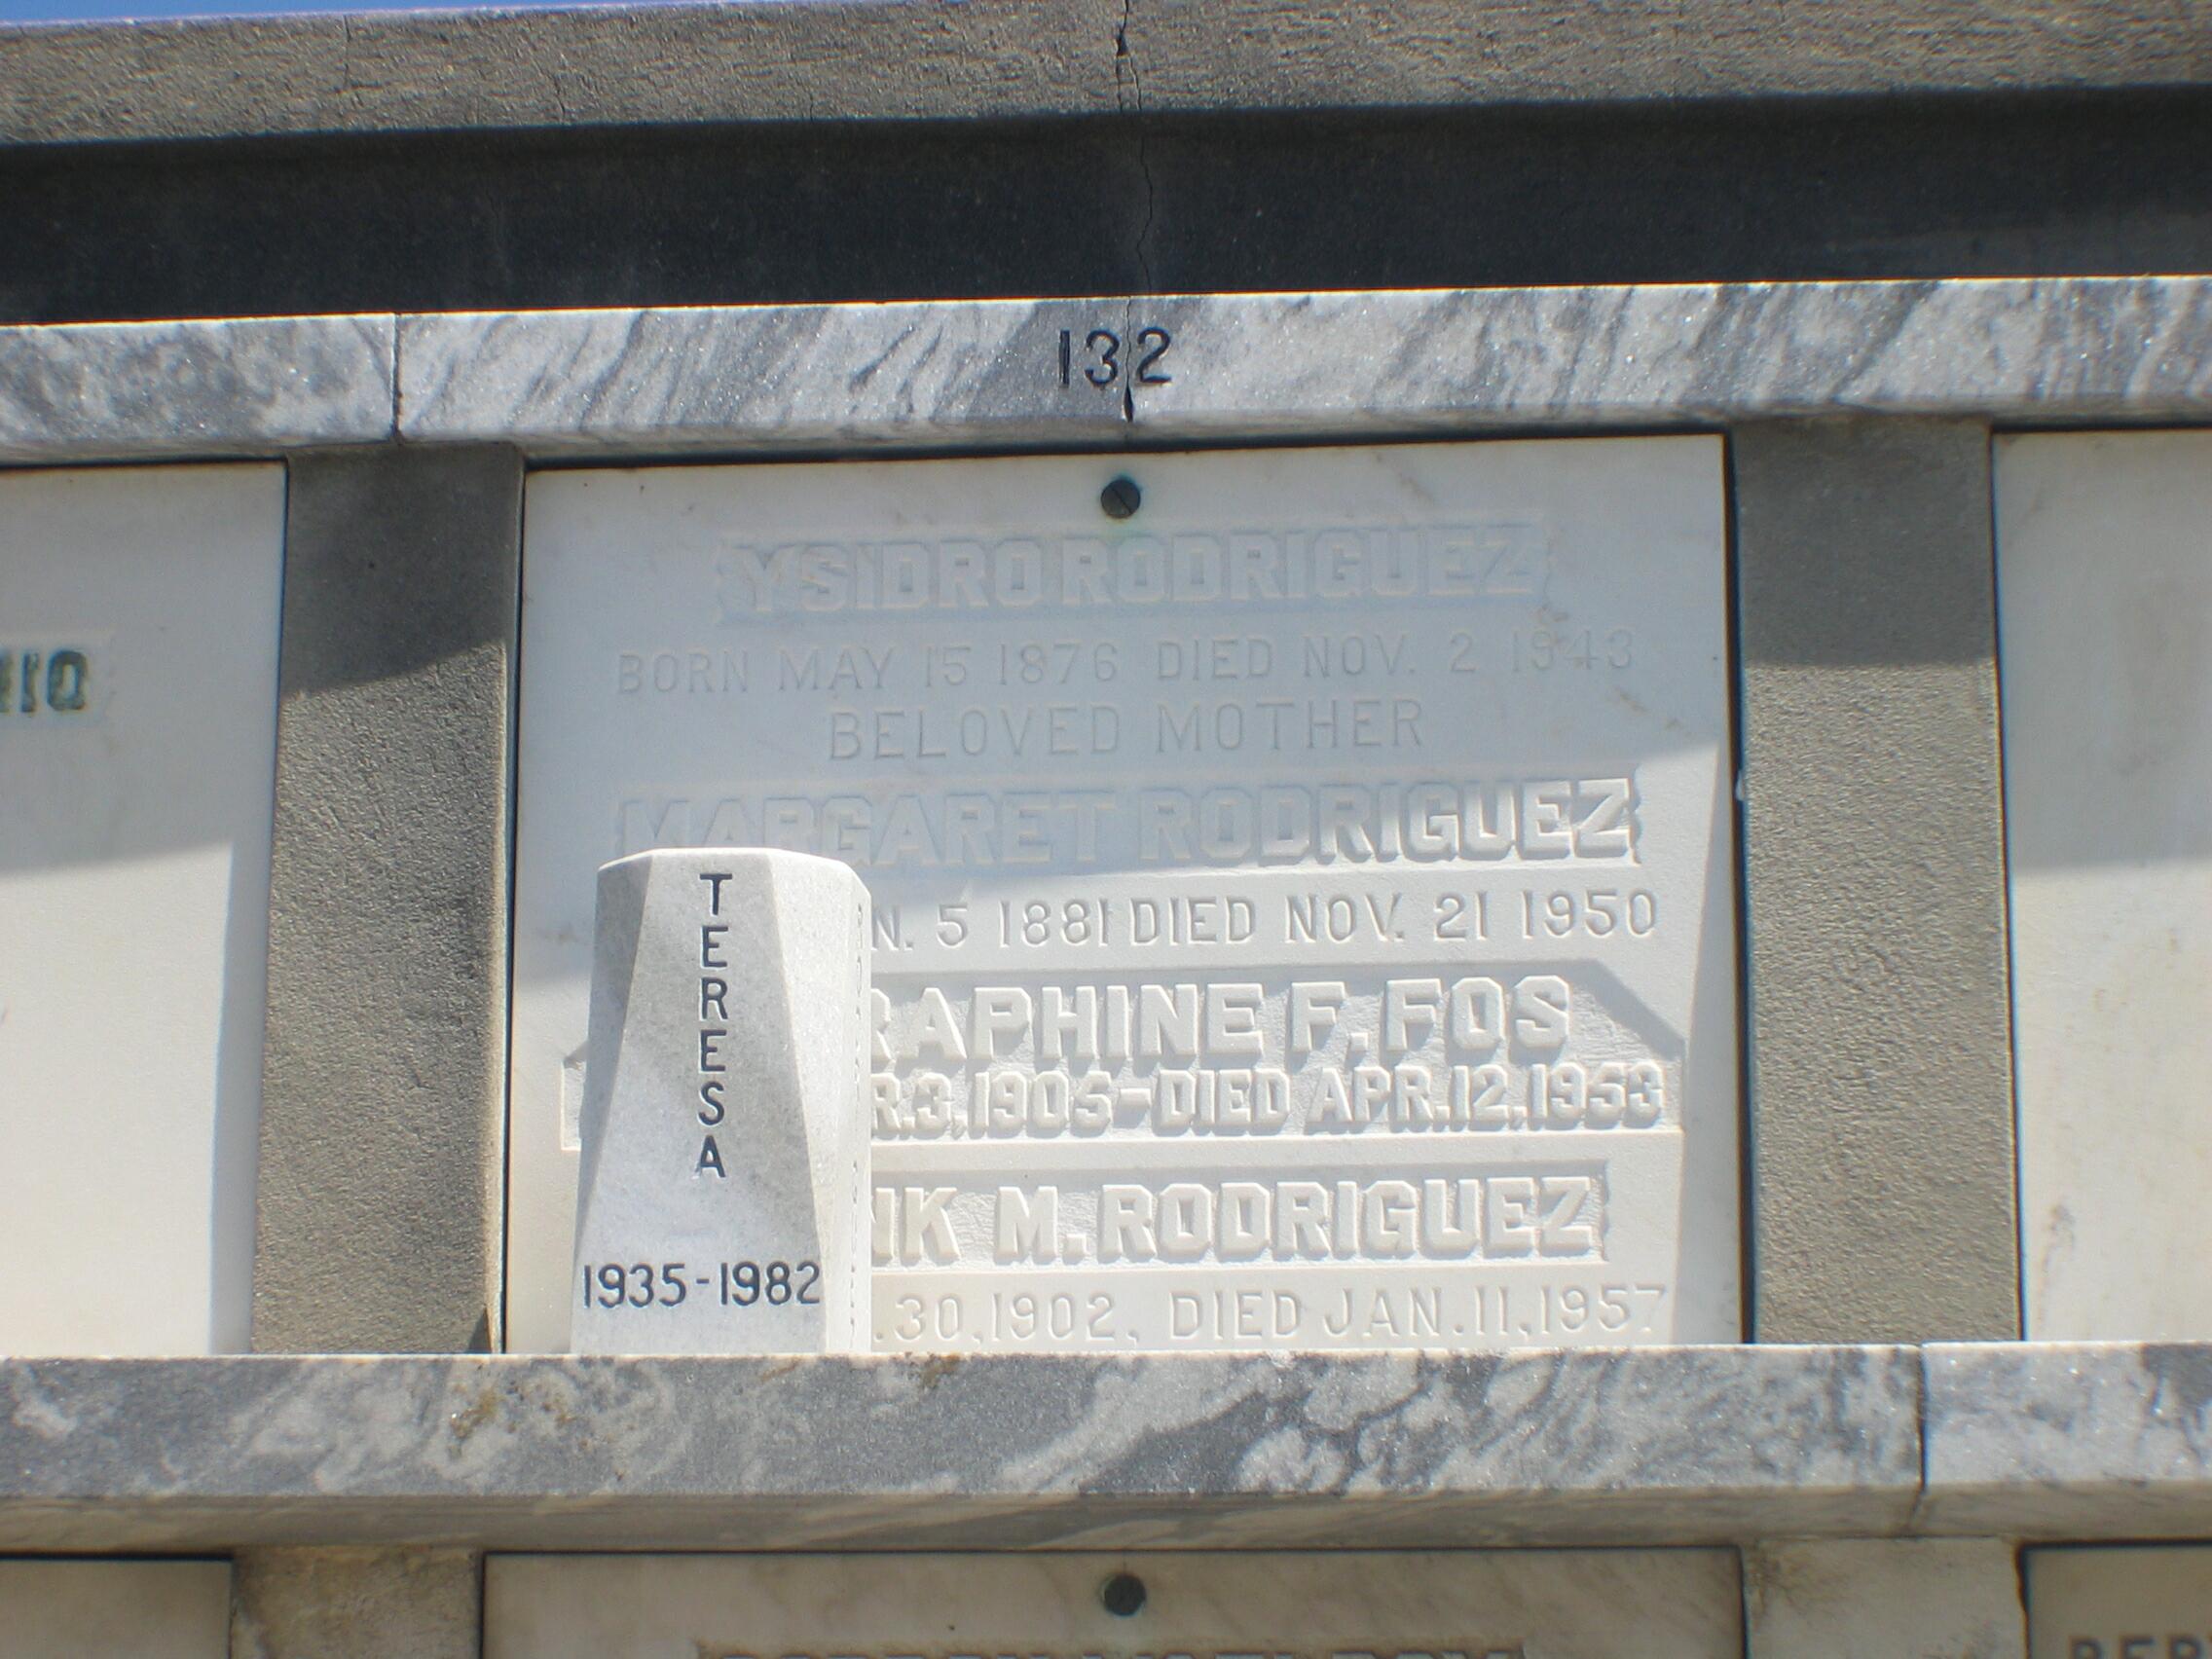 132
YSIDRO RODRIGUEZ
BORN MAY 15 1876 DIED NOV. 2 1943
BELOVED MOTHER
MARGARET RODRIGUEZ
N. 5 1881 DIED NOV. 21 1950
RAPHINE F. FOS
R.3,1905-DIED APR.12,1953
NK M. RODRIGUEZ
.30,1902, DIED JAN.11,1957
TERESA
1935-1982